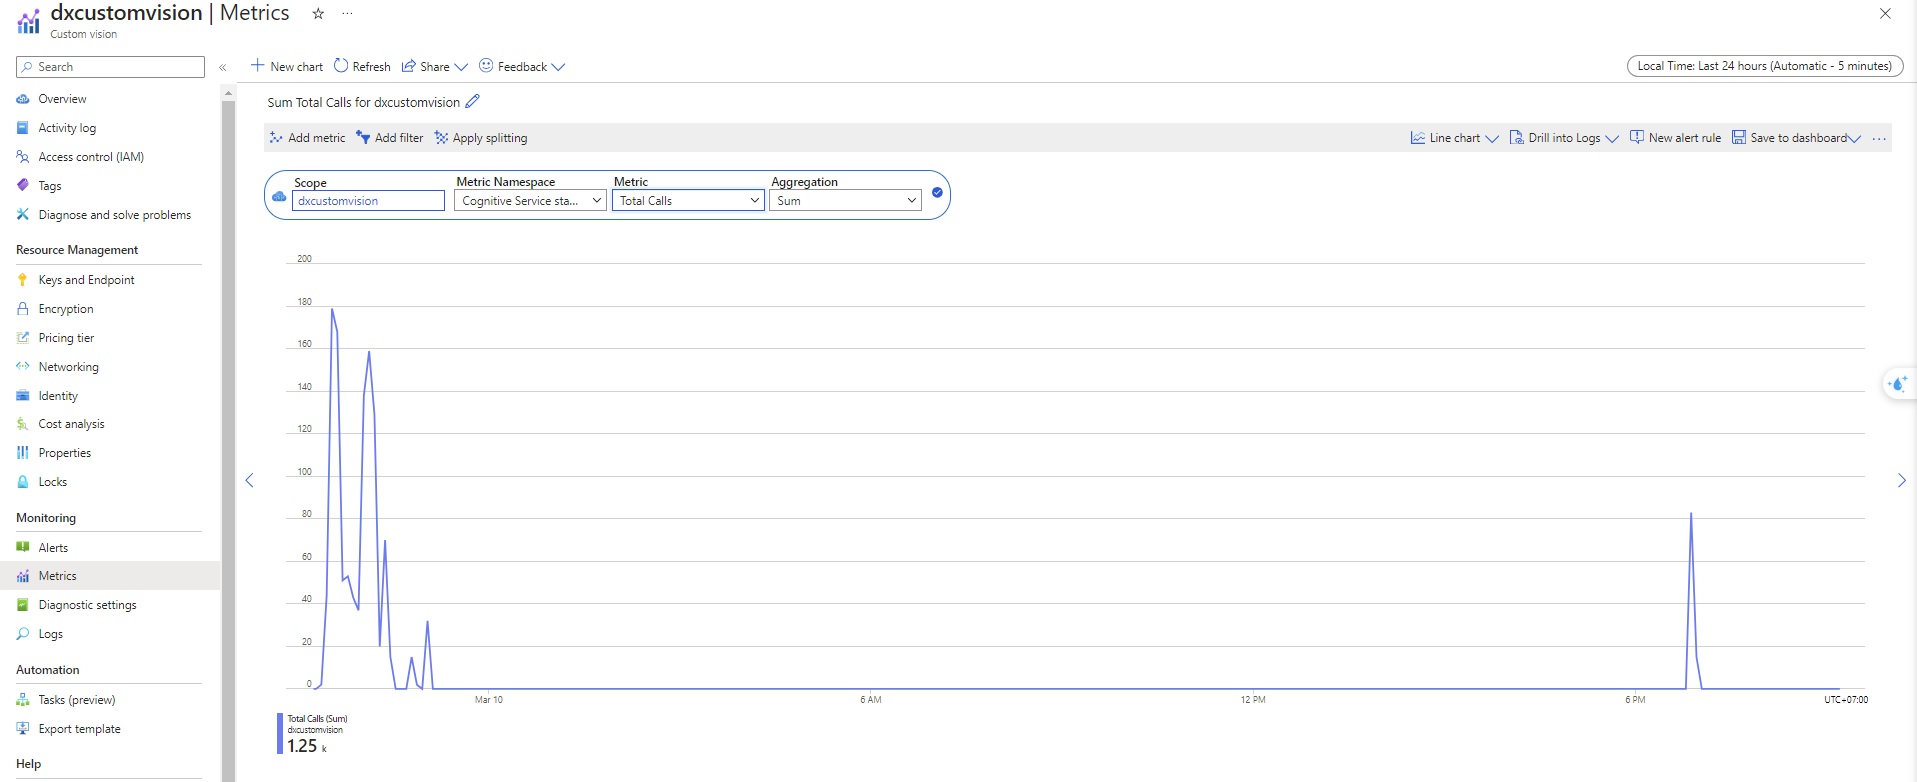 dxcustomvision | Metrics ☆ ...
Custom vision
Search
«
Overview
Activity log
Access control (IAM)
Tags
Diagnose and solve problems
Resource Management
Keys and Endpoint
Encryption
Pricing tier
Networking
Identity
Cost analysis
Properties
Locks
Monitoring
Alerts
Metrics
Diagnostic settings
Logs
Automation
Tasks (preview)
Export template
Help
New chart Refresh Share Feedback
Local Time: Last 24 hours (Automatic - 5 minutes)
Sum Total Calls for dxcustomvision
Add metric Add filter Apply splitting
Line chart Drill into Logs New alert rule Save to dashboard ...
Scope Metric Namespace Metric Aggregation
dxcustomvision Cognitive Service sta... Total Calls Sum
200
180
160
140
120
100
80
60
40
20
0
Mar 10 6 AM 12 PM 6 PM UTC+07:00
Total Calls (Sum)
dxcustomvision
1.25 k